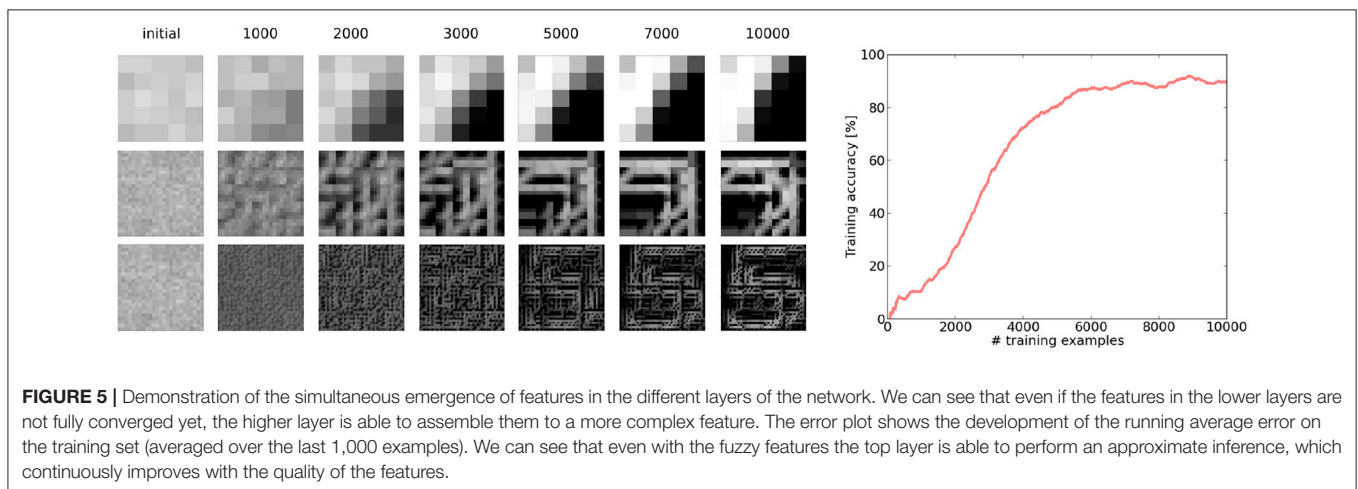 initial 1000 2000 3000 5000 7000 10000
100
80
60
40
20
0
Training accuracy [%]
0 2000 4000 6000 8000 10000
# training examples
FIGURE 5 | Demonstration of the simultaneous emergence of features in the different layers of the network. We can see that even if the features in the lower layers are
not fully converged yet, the higher layer is able to assemble them to a more complex feature. The error plot shows the development of the running average error on
the training set (averaged over the last 1,000 examples). We can see that even with the fuzzy features the top layer is able to perform an approximate inference, which
continuously improves with the quality of the features.